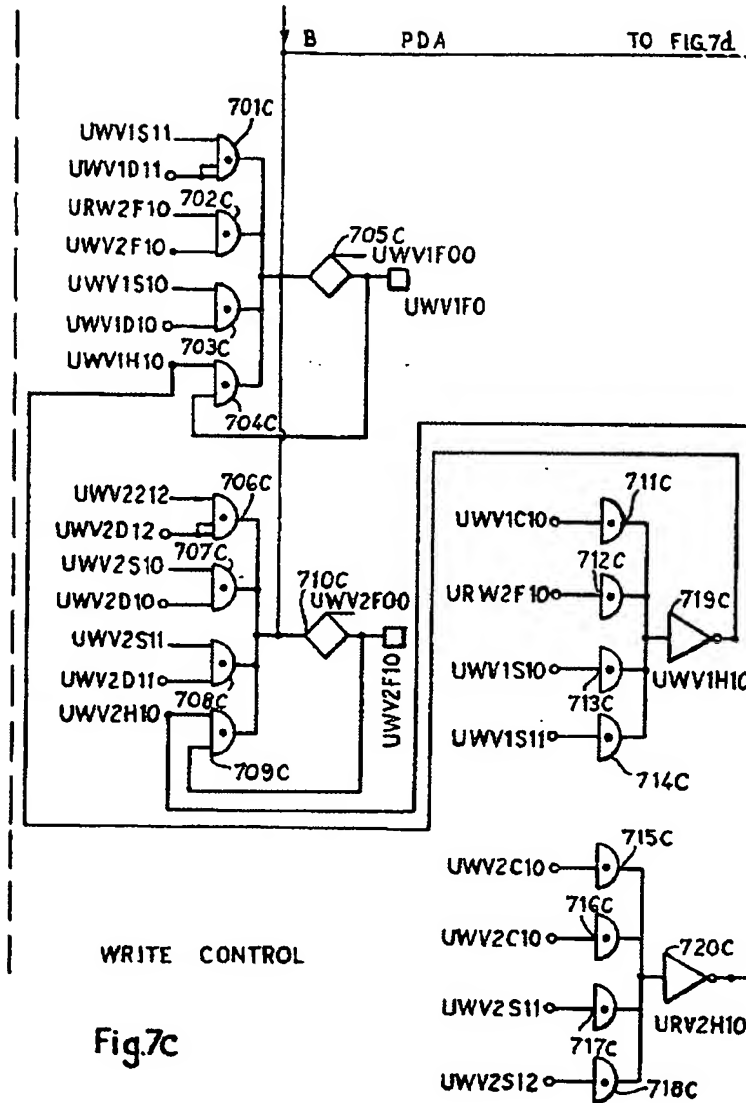 B PDA TO FIG.7d
701C
UWV1S11
UWV1D11
702C
URW2F10
UWV2F10
705C
UWV1F00
UWV1F0
UWV1S10
UWV1D10
703C
UWV1H10
704C
UWV2212
706C
UWV2D12
707C
UWV2S10
UWV2D10
710C
UWV2F00
UWV2F10
UWV2S11
UWV2D11
708C
UWV2H10
709C
711C
UWV1C10
712C
URW2F10
719C
UWV1H10
UWV1S10
713C
UWV1S11
714C
715C
UWV2C10
716C
UWV2C10
720C
URV2H10
UWV2S11
717C
UWV2S12
718C
WRITE CONTROL
Fig.7c